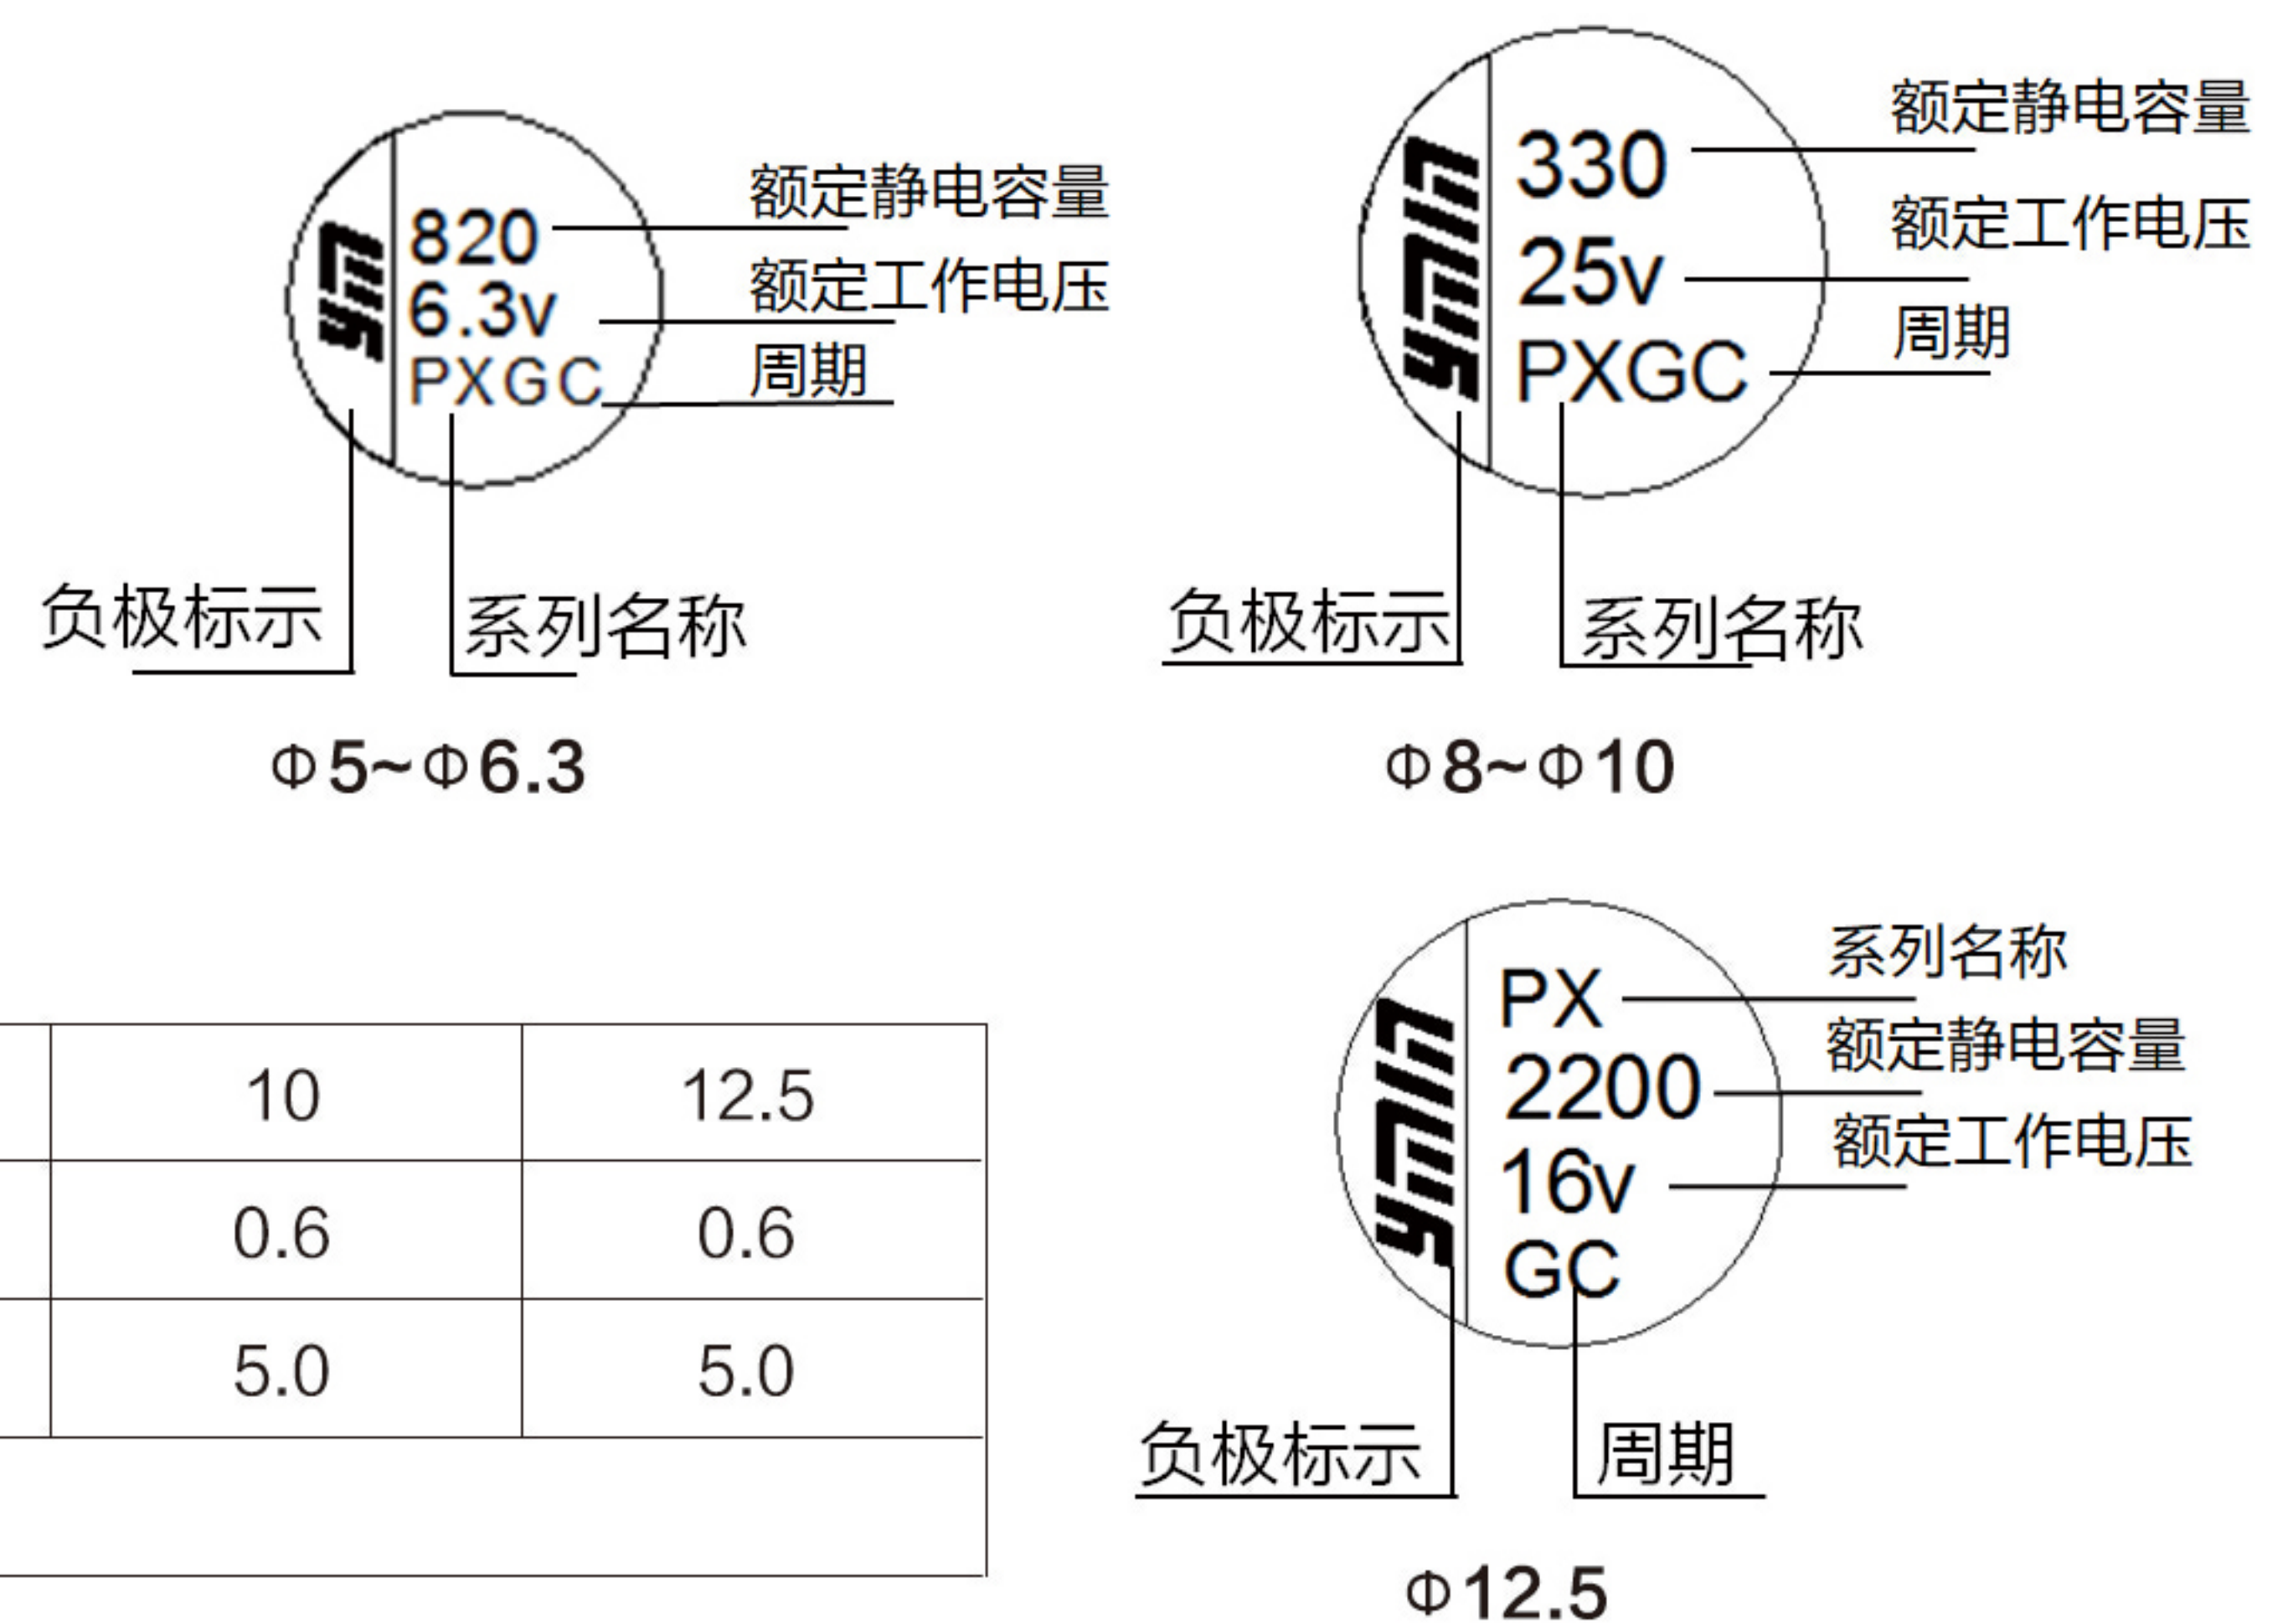 额定静电容量
820
额定工作电压
6.3v
周期
PXGC
ym
负极标示
系列名称
Φ5~Φ6.3
额定静电容量
330
额定工作电压
25v
周期
PXGC
ymin
负极标示
系列名称
Φ8~Φ10
10 12.5
0.6 0.6
5.0 5.0
系列名称
PX
额定静电容量
2200
额定工作电压
16v
GC
ymin
负极标示
周期
Φ12.5